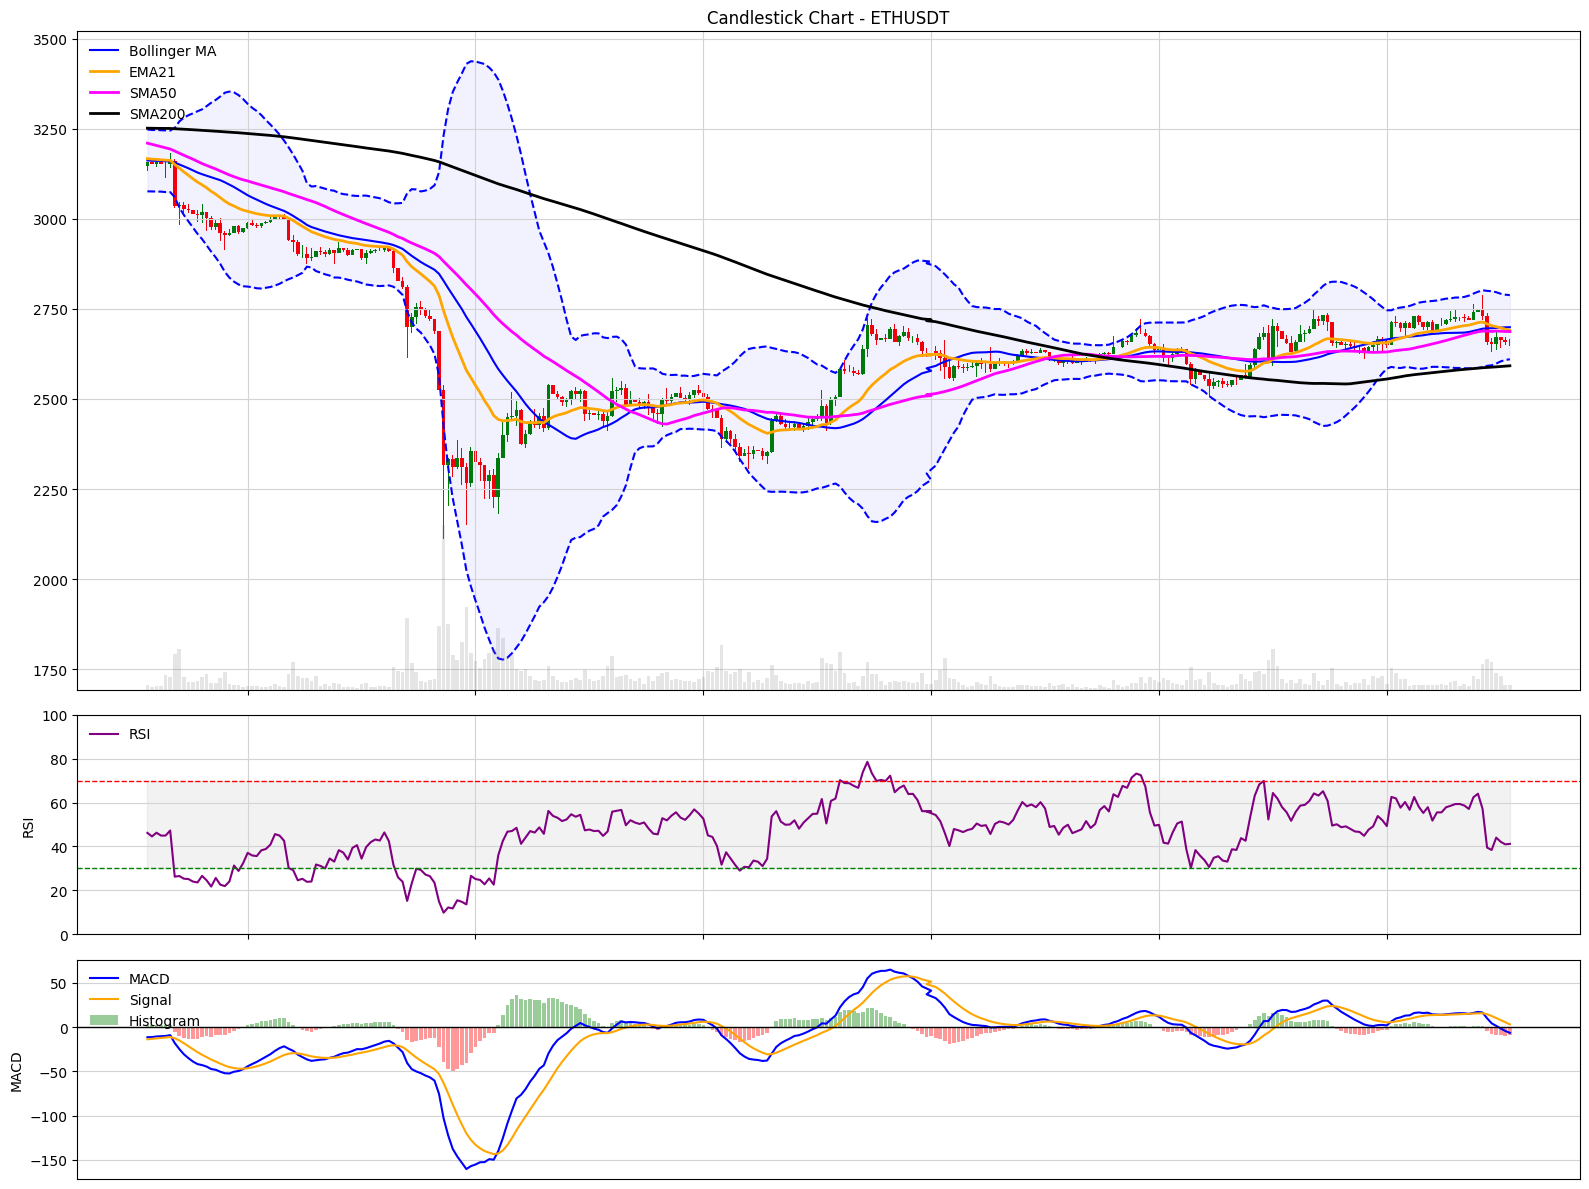 Candlestick Chart - ETHUSDT
3500
3250
3000
2750
2500
2250
2000
1750
Bollinger MA
EMA21
SMA50
SMA200
100
80
60
40
20
0
RSI
RSI
50
0
−50
−100
−150
MACD
MACD
Signal
Histogram